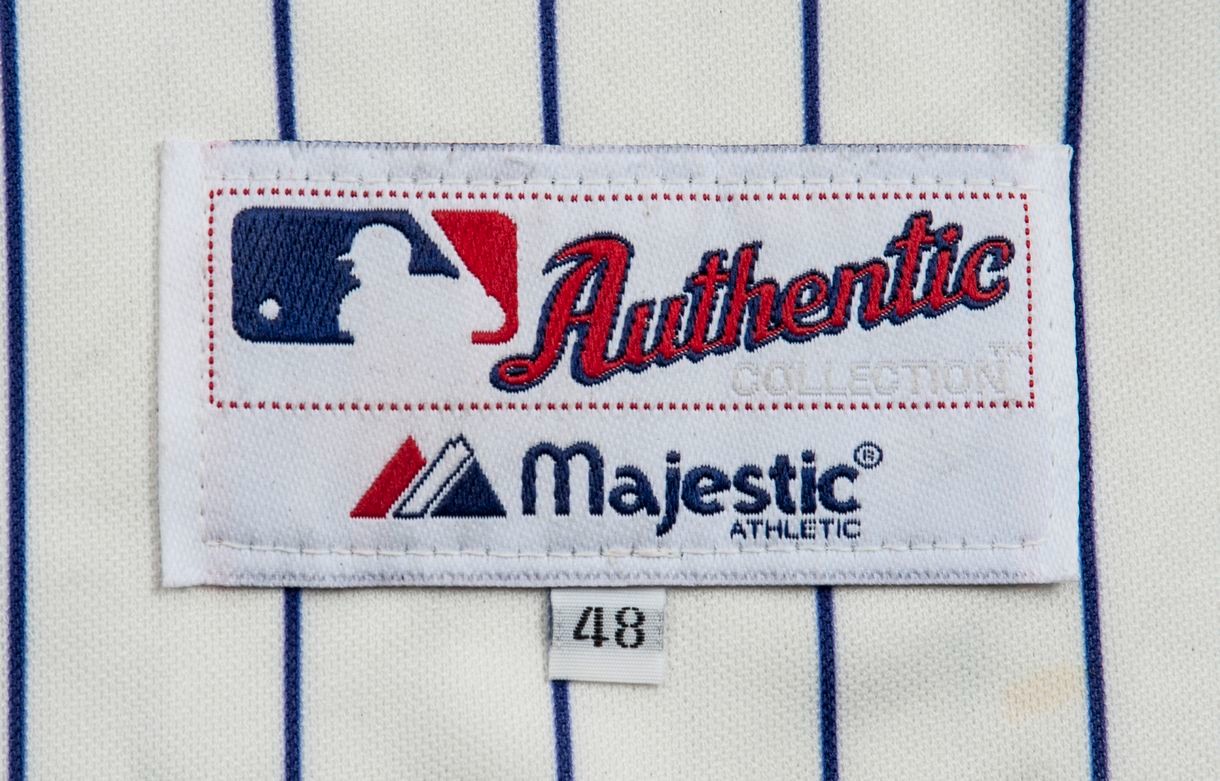 Authentic
COLLECTION™
Majestic®
ATHLETIC
48